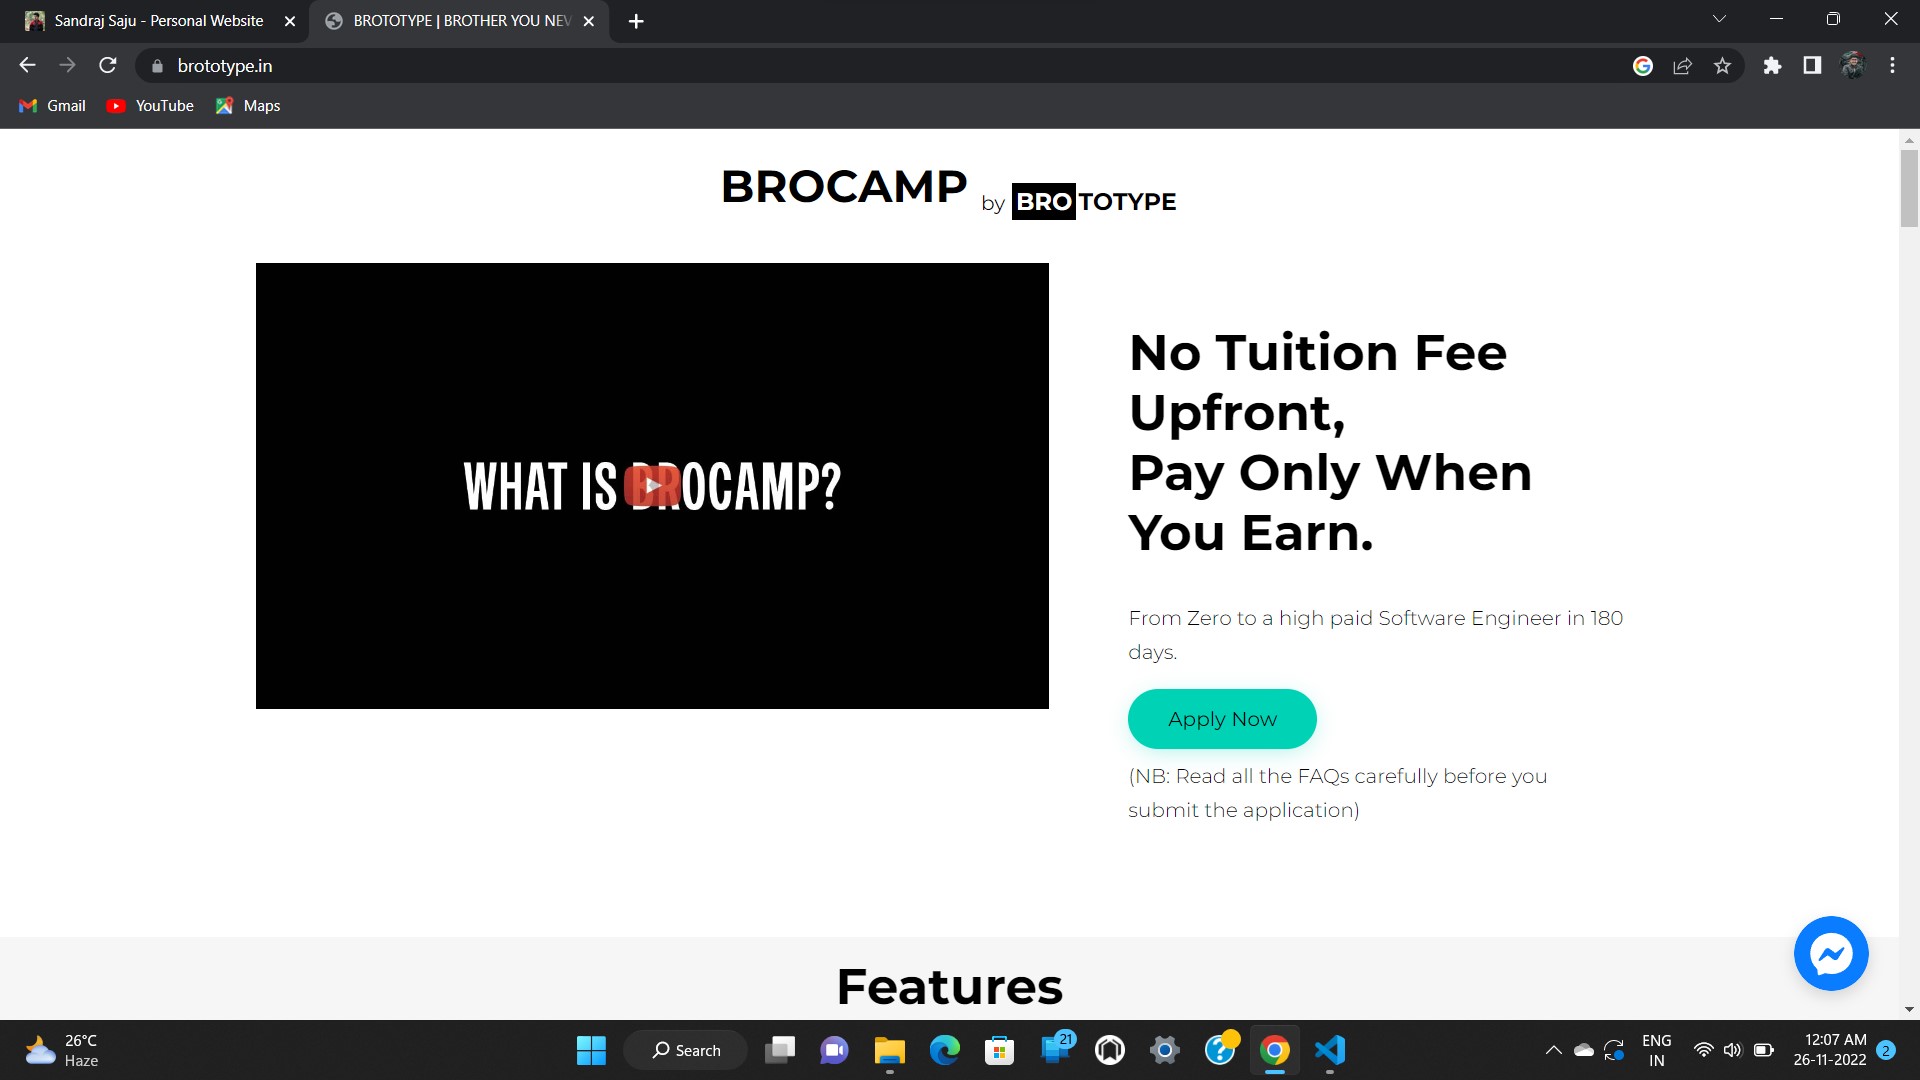 Sandraj Saju - Personal Website
BROTOTYPE | BROTHER YOU NEV
brototype.in
Gmail
YouTube
Maps
BROCAMP by BROTOTYPE
WHAT IS BROCAMP?
No Tuition Fee
Upfront,
Pay Only When
You Earn.
From Zero to a high paid Software Engineer in 180
days.
Apply Now
(NB: Read all the FAQs carefully before you
submit the application)
Features
26°C
Haze
Search
21
ENG
IN
12:07 AM
26-11-2022
2